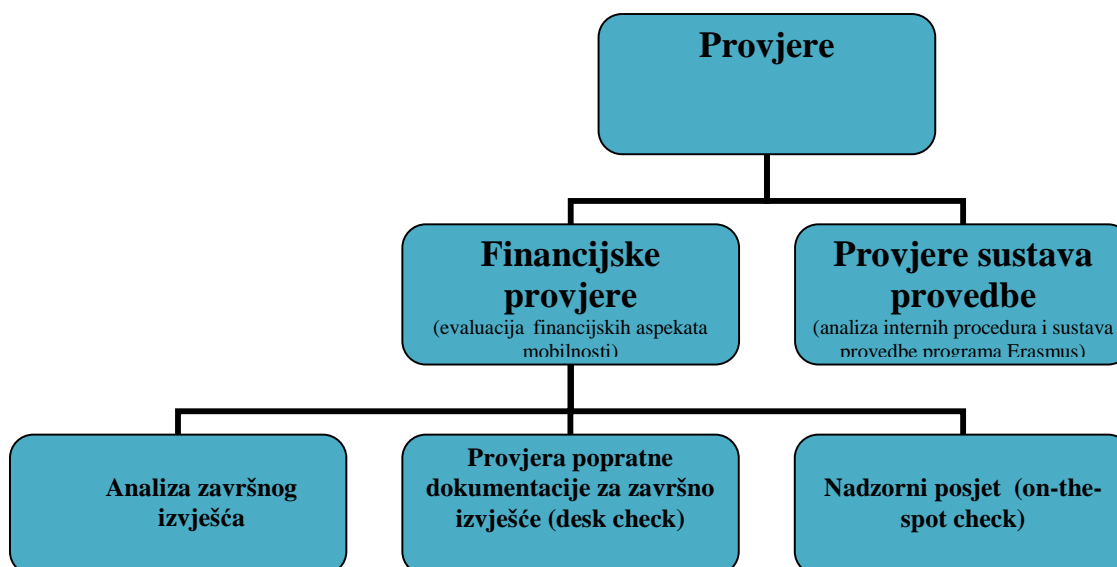 Provjere
Financijske
provjere
(evaluacija financijskih aspekata
mobilnosti)
Provjere sustava
provedbe
(analiza internih procedura i sustava
provedbe programa Erasmus)
Analiza završnog
izvješća
Provjera popratne
dokumentacije za završno
izvješće (desk check)
Nadzorni posjet (on-the-
spot check)